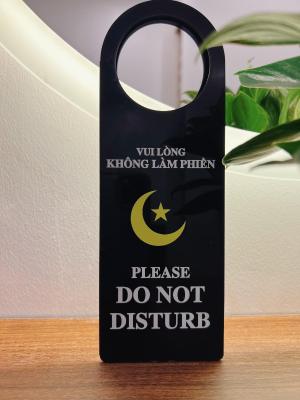 VUI LÒNG
KHÔNG LÀM PHIỀN
PLEASE
DO NOT
DISTURB